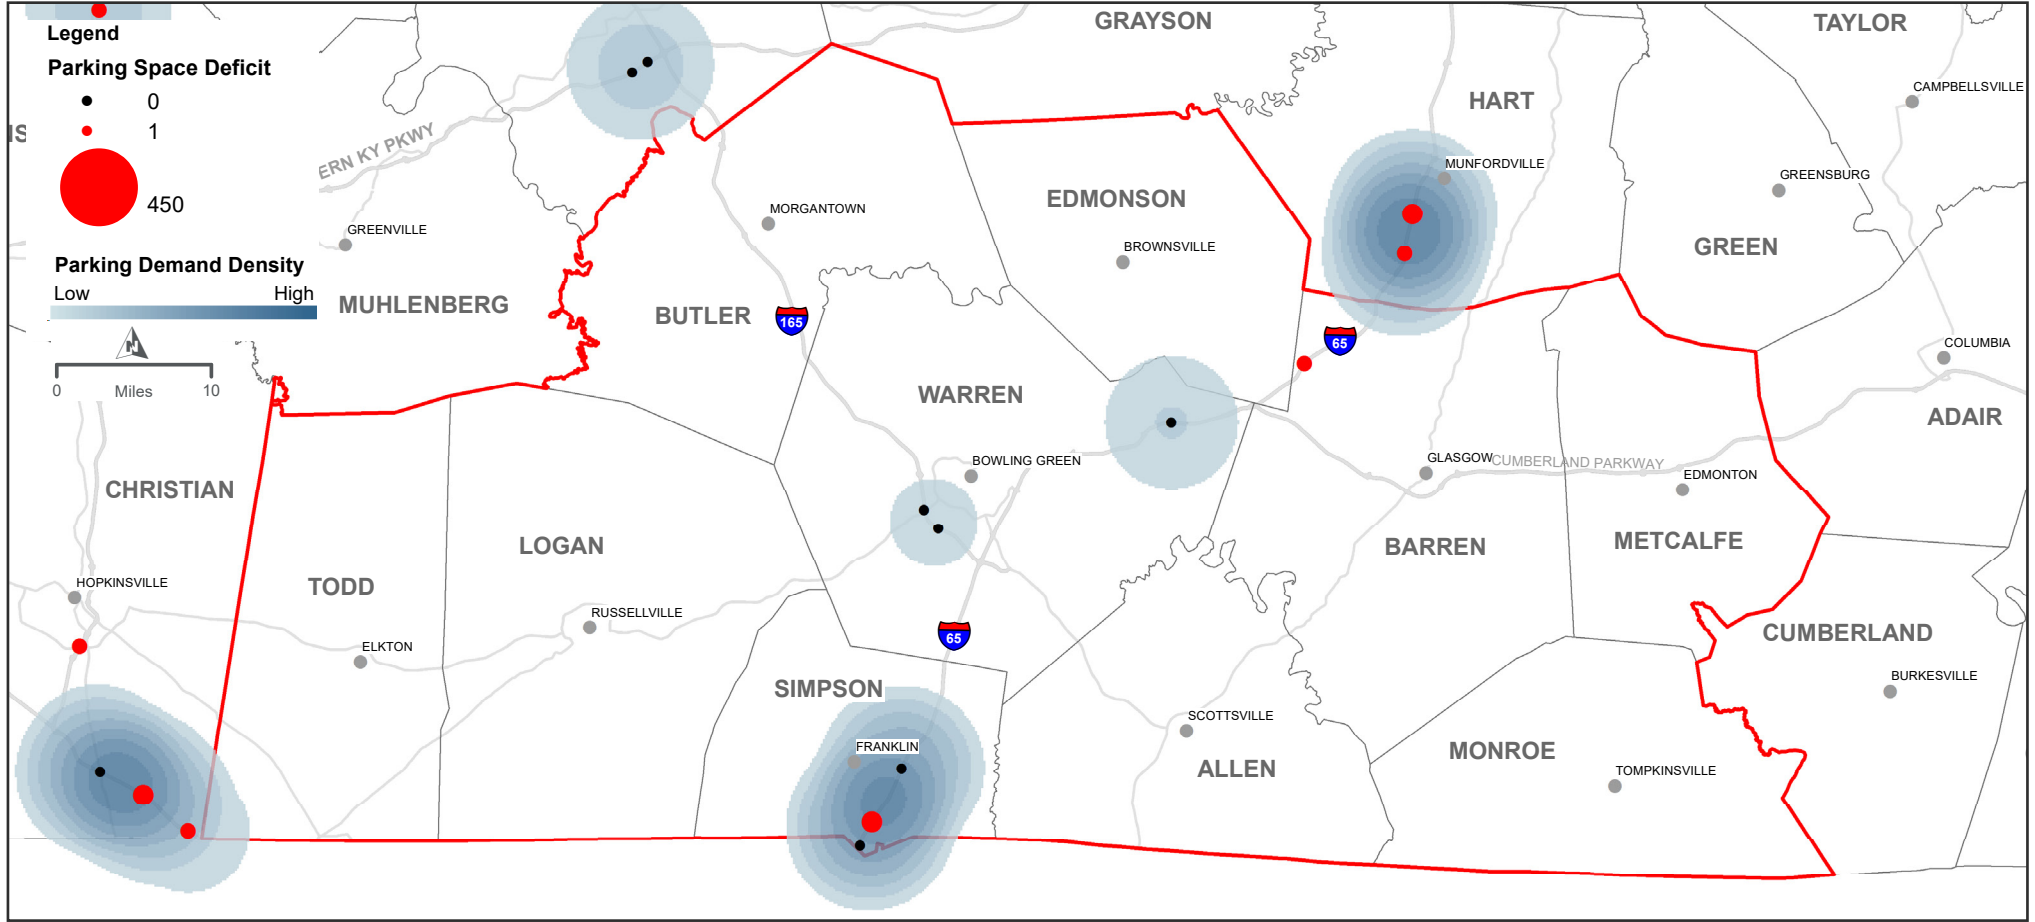 Legend
Parking Space Deficit
0
1
450
Parking Demand Density
Low High
N
0 Miles 10
GRAYSON
TAYLOR
CAMPBELLSVILLE
HART
IS
ERN KY PKWY
MUNFORDVILLE
GREENSBURG
EDMONSON
MORGANTOWN
GREENVILLE
BROWNSVILLE
GREEN
MUHLENBERG
BUTLER
165
65
COLUMBIA
WARREN
ADAIR
BOWLING GREEN
GLASGOW
CUMBERLAND PARKWAY
EDMONTON
CHRISTIAN
LOGAN
BARREN
METCALFE
HOPKINSVILLE
TODD
RUSSELLVILLE
65
CUMBERLAND
ELKTON
BURKESVILLE
SIMPSON
SCOTTSVILLE
FRANKLIN
MONROE
ALLEN
TOMPKINSVILLE